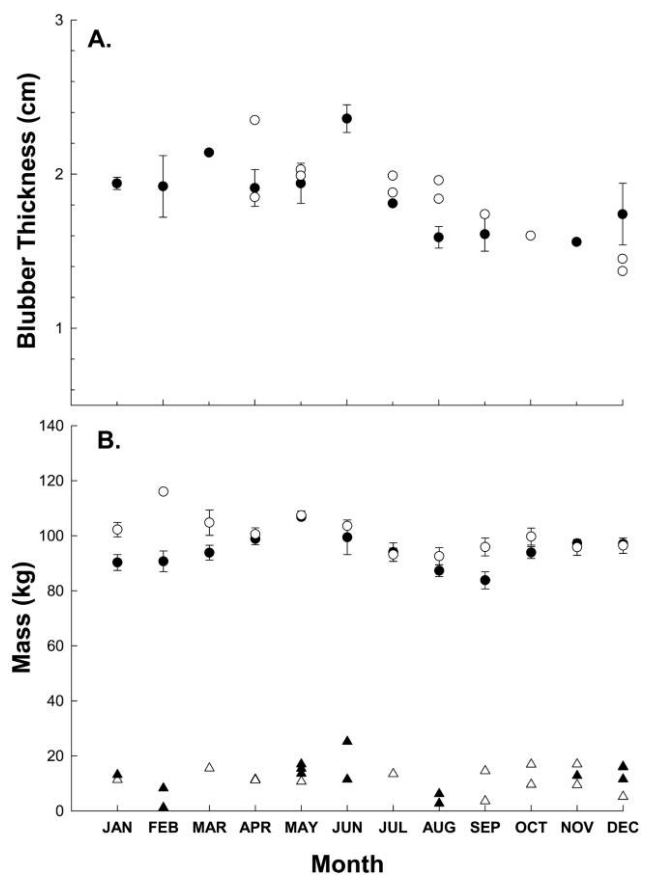 A.
3
2
1
Blubber Thickness (cm)
B.
140
120
100
80
60
40
20
0
Mass (kg)
JAN FEB MAR APR MAY JUN JUL AUG SEP OCT NOV DEC
Month